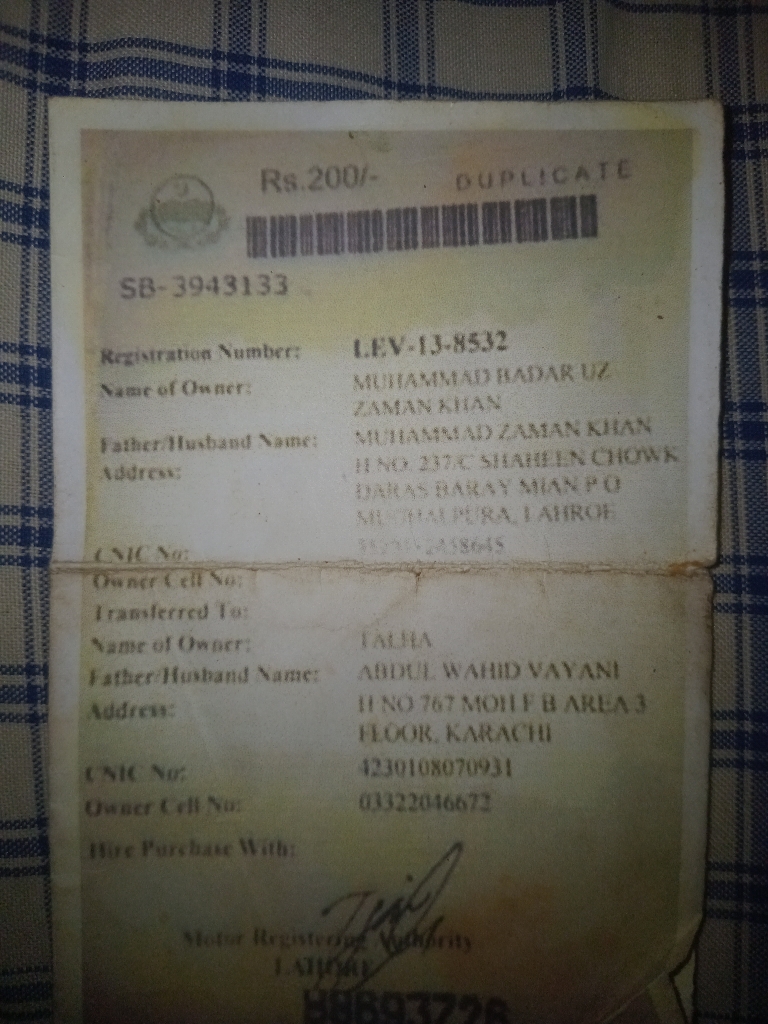 Rs.200/- DUPLICATE
SB-3943133
Registration Number: LEV-13-8532
Name of Owner: MUHAMMAD BADAR UZ
ZAMAN KHAN
Father/Husband Name: MUHAMMAD ZAMAN KHAN
Address: H NO. 237/C SHAHEEN CHOWK
DARAS BARAY MIAN P O
MUGHALPURA, LAHROE
CNIC No:
Owner Cell No:
Transferred To:
Name of Owner: TALHA
Father/Husband Name: ABDUL WAHID VAYANI
Address: H NO 767 MOH F B AREA 3
FLOOR, KARACHI
CNIC No: 4230108070931
Owner Cell No: 03322046672
Hire Purchase With:
Motor Registering Authority
LAHORE